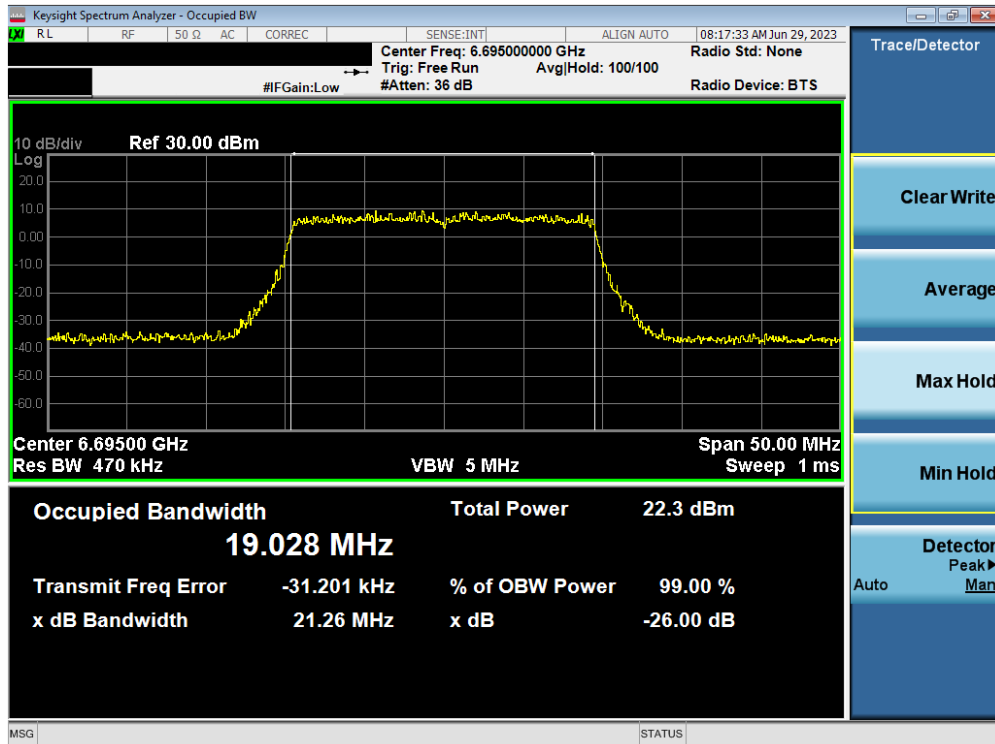 Keysight Spectrum Analyzer - Occupied BW
LXI RL RF 50 Ω AC CORREC SENSE:INT ALIGN AUTO 08:17:33 AM Jun 29, 2023
Center Freq: 6.695000000 GHz Radio Std: None
Trig: Free Run Avg|Hold: 100/100
#IFGain:Low #Atten: 36 dB Radio Device: BTS
10 dB/div Ref 30.00 dBm
Log
20.0
10.0
0.00
-10.0
-20.0
-30.0
-40.0
-50.0
-60.0
Center 6.69500 GHz Span 50.00 MHz
Res BW 470 kHz VBW 5 MHz Sweep 1 ms
Occupied Bandwidth Total Power 22.3 dBm
19.028 MHz
Transmit Freq Error -31.201 kHz % of OBW Power 99.00 %
x dB Bandwidth 21.26 MHz x dB -26.00 dB
MSG STATUS
Trace/Detector
Clear Write
Average
Max Hold
Min Hold
Detector
Peak▶
Auto Man